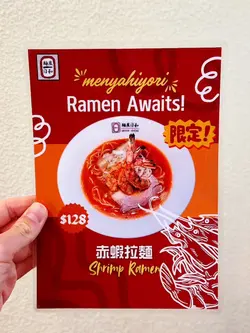 menyahiyori
Ramen Awaits!
限定!
$128
赤蝦拉麵
Shrimp Ramen